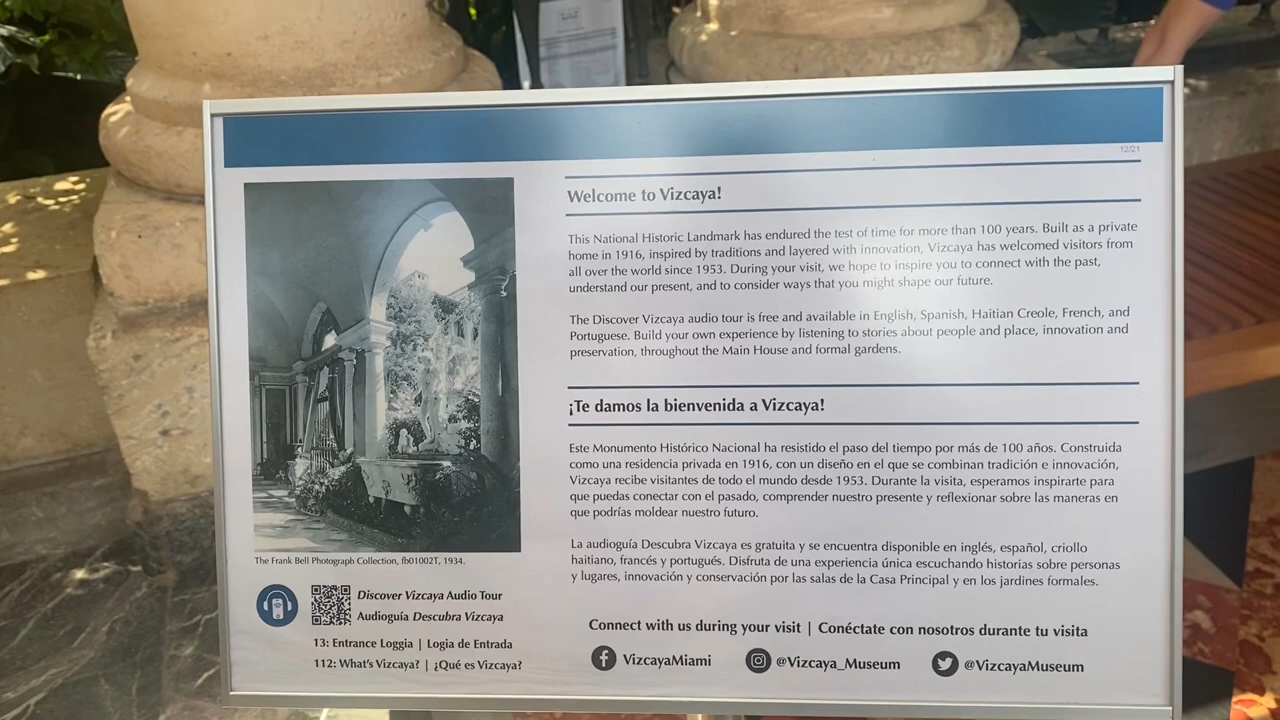 12/21
Welcome to Vizcaya!
This National Historic Landmark has endured the test of time for more than 100 years. Built as a private
home in 1916, inspired by traditions and layered with innovation, Vizcaya has welcomed visitors from
all over the world since 1953. During your visit, we hope to inspire you to connect with the past,
understand our present, and to consider ways that you might shape our future.
The Discover Vizcaya audio tour is free and available in English, Spanish, Haitian Creole, French, and
Portuguese. Build your own experience by listening to stories about people and place, innovation and
preservation, throughout the Main House and formal gardens.
¡Te damos la bienvenida a Vizcaya!
Este Monumento Histórico Nacional ha resistido el paso del tiempo por más de 100 años. Construida
como una residencia privada en 1916, con un diseño en el que se combinan tradición e innovación,
Vizcaya recibe visitantes de todo el mundo desde 1953. Durante la visita, esperamos inspirarte para
que puedas conectar con el pasado, comprender nuestro presente y reflexionar sobre las maneras en
que podrías moldear nuestro futuro.
La audioguía Descubra Vizcaya es gratuita y se encuentra disponible en inglés, español, criollo
haitiano, francés y portugués. Disfruta de una experiencia única escuchando historias sobre personas
y lugares, innovación y conservación por las salas de la Casa Principal y en los jardines formales.
The Frank Bell Photograph Collection, fb01002T, 1934.
Discover Vizcaya Audio Tour
Audioguía Descubra Vizcaya
13: Entrance Loggia | Logia de Entrada
112: What's Vizcaya? | ¿Qué es Vizcaya?
Connect with us during your visit | Conéctate con nosotros durante tu visita
VizcayaMiami @Vizcaya_Museum @VizcayaMuseum